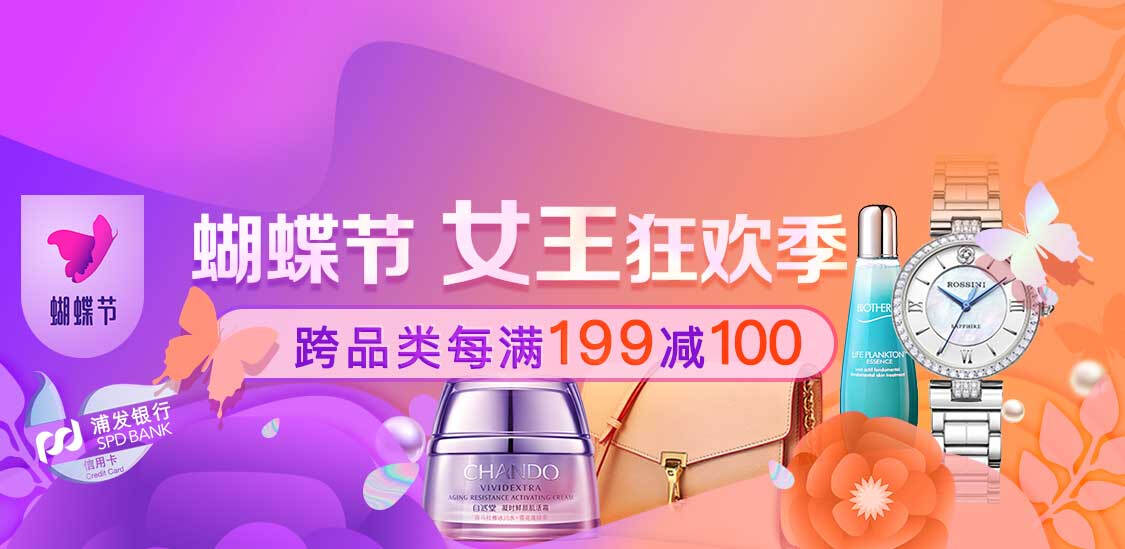 蝴蝶节 女王狂欢季
蝴蝶节
跨品类每满199减100
浦发银行
SPD BANK
信用卡
Credit Card
CHANDO
VIVIDEXTRA
AGING RESISTANCE ACTIVATING CREAM
自然堂 凝时鲜颜肌活霜
BIOTHER
LIFE PLANKTON
ESSENCE
ROSSINI
SAPPHIRE